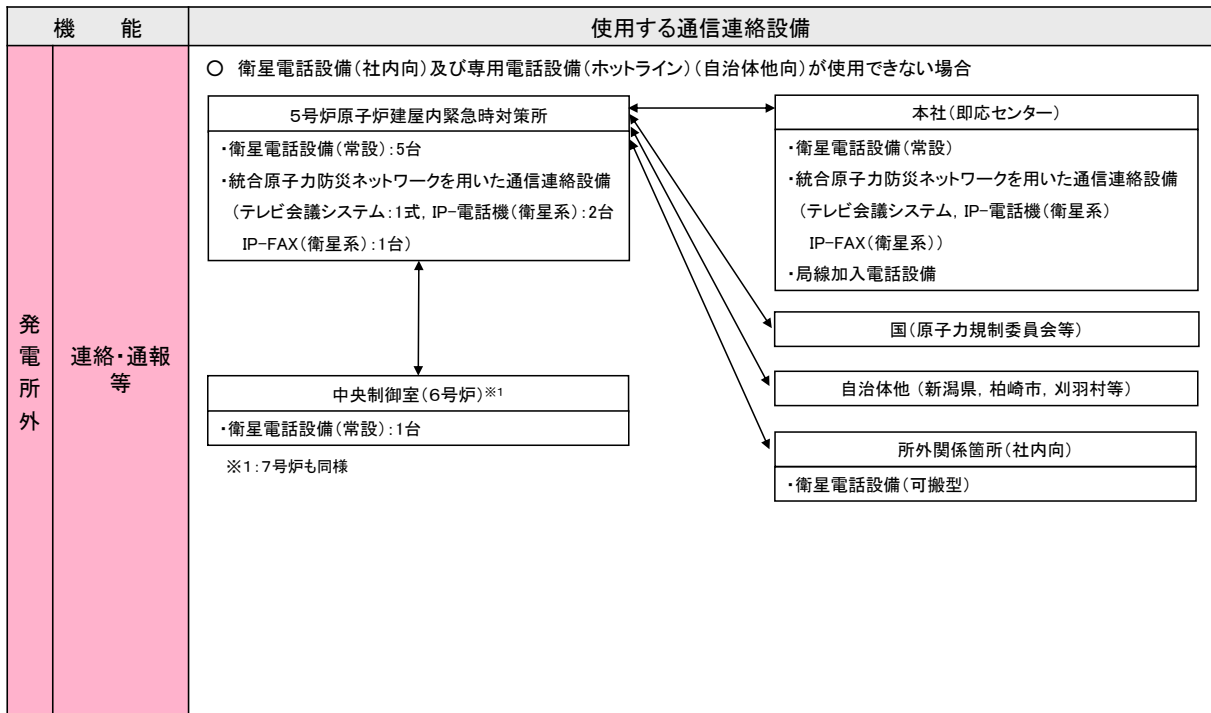 機　能
使用する通信連絡設備
発電所外
連絡・通報
等
○ 衛星電話設備(社内向)及び専用電話設備(ホットライン)(自治体他向)が使用できない場合
5号炉原子炉建屋内緊急時対策所
・衛星電話設備(常設):5台
・統合原子力防災ネットワークを用いた通信連絡設備
(テレビ会議システム:1式, IP-電話機(衛星系):2台
IP-FAX(衛星系):1台)
中央制御室(6号炉)※1
・衛星電話設備(常設):1台
※1:7号炉も同様
本社(即応センター)
・衛星電話設備(常設)
・統合原子力防災ネットワークを用いた通信連絡設備
(テレビ会議システム, IP-電話機(衛星系)
IP-FAX(衛星系))
・局線加入電話設備
国(原子力規制委員会等)
自治体他 (新潟県, 柏崎市, 刈羽村等)
所外関係箇所(社内向)
・衛星電話設備(可搬型)